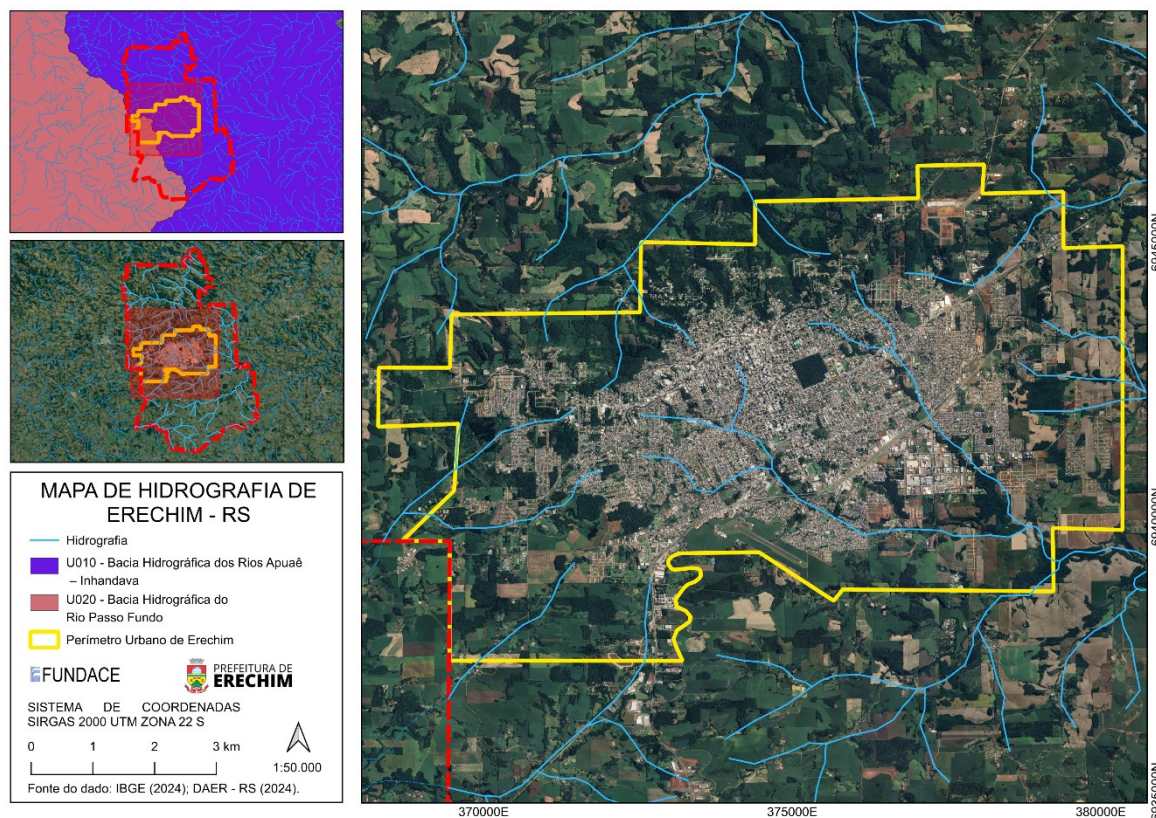 MAPA DE HIDROGRAFIA DE
ERECHIM - RS
Hidrografia
U010 - Bacia Hidrográfica dos Rios Apuaê
– Inhandava
U020 - Bacia Hidrográfica do
Rio Passo Fundo
Perímetro Urbano de Erechim
FUNDACE
PREFEITURA DE
ERECHIM
SISTEMA DE COORDENADAS
SIRGAS 2000 UTM ZONA 22 S
0 1 2 3 km
1:50.000
Fonte do dado: IBGE (2024); DAER - RS (2024).
6945000N
6940000N
6935000N
370000E
375000E
380000E